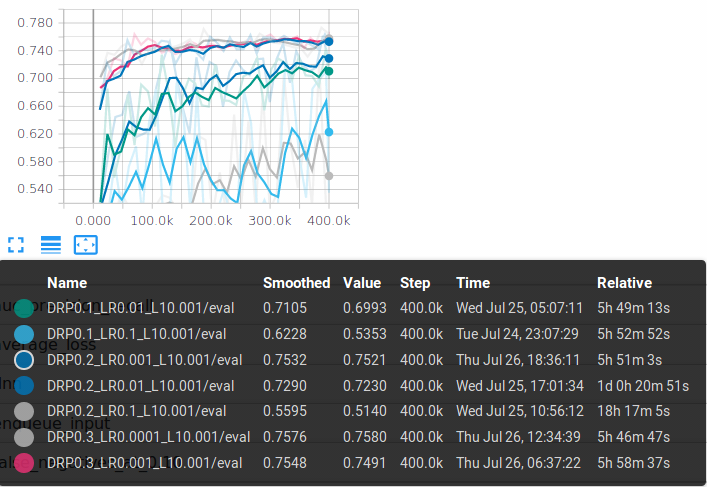 0.780
0.740
0.700
0.660
0.620
0.580
0.540
0.000 100.0k 200.0k 300.0k 400.0k
Name Smoothed Value Step Time Relative
DRP0.1_LR0.01_L10.001/eval 0.7105 0.6993 400.0k Wed Jul 25, 05:07:11 5h 49m 13s
DRP0.1_LR0.1_L10.001/eval 0.6228 0.5353 400.0k Tue Jul 24, 23:07:29 5h 52m 52s
average_loss
DRP0.2_LR0.001_L10.001/eval 0.7532 0.7521 400.0k Thu Jul 26, 18:36:11 5h 51m 3s
DRP0.2_LR0.01_L10.001/eval 0.7290 0.7230 400.0k Wed Jul 25, 17:01:34 1d 0h 20m 51s
DRP0.2_LR0.1_L10.001/eval 0.5595 0.5140 400.0k Wed Jul 25, 10:56:12 18h 17m 5s
enqueue_input
DRP0.3_LR0.0001_L10.001/eval 0.7576 0.7580 400.0k Thu Jul 26, 12:34:39 5h 46m 47s
DRP0.3_LR0.001_L10.001/eval 0.7548 0.7491 400.0k Thu Jul 26, 06:37:22 5h 58m 37s